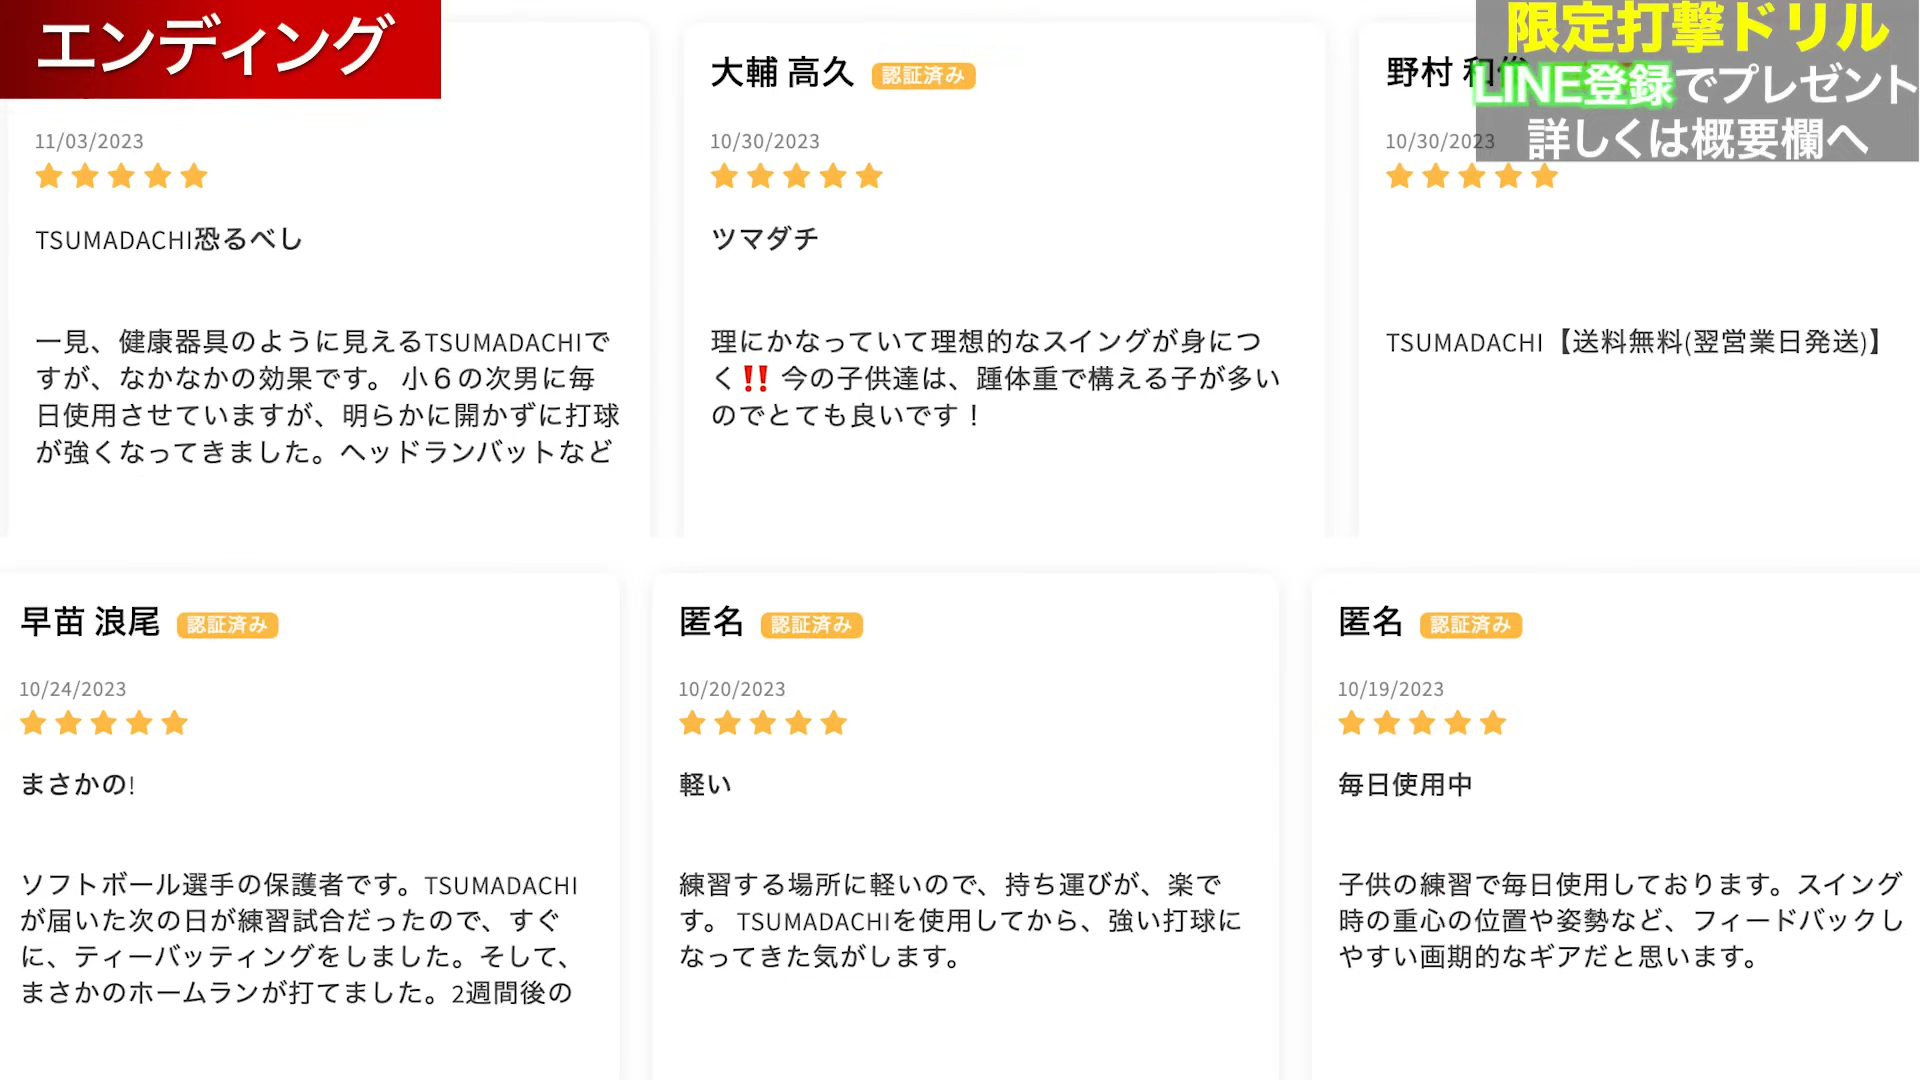 エンディング
限定打撃ドリル
LINE登録でプレゼント
詳しくは概要欄へ
11/03/2023
TSUMADACHI恐るべし
一見、健康器具のように見えるTSUMADACHIで
すが、なかなかの効果です。 小６の次男に毎
日使用させていますが、明らかに開かずに打球
が強くなってきました。ヘッドランバットなど
大輔 高久 認証済み
10/30/2023
ツマダチ
理にかなっていて理想的なスイングが身につ
く‼️ 今の子供達は、踵体重で構える子が多い
のでとても良いです！
野村 和
10/30/2023
TSUMADACHI【送料無料(翌営業日発送)】
早苗 浪尾 認証済み
10/24/2023
まさかの!
ソフトボール選手の保護者です。TSUMADACHI
が届いた次の日が練習試合だったので、すぐ
に、ティーバッティングをしました。そして、
まさかのホームランが打てました。2週間後の
匿名 認証済み
10/20/2023
軽い
練習する場所に軽いので、持ち運びが、楽で
す。 TSUMADACHIを使用してから、強い打球に
なってきた気がします。
匿名 認証済み
10/19/2023
毎日使用中
子供の練習で毎日使用しております。スイング
時の重心の位置や姿勢など、フィードバックし
やすい画期的なギアだと思います。